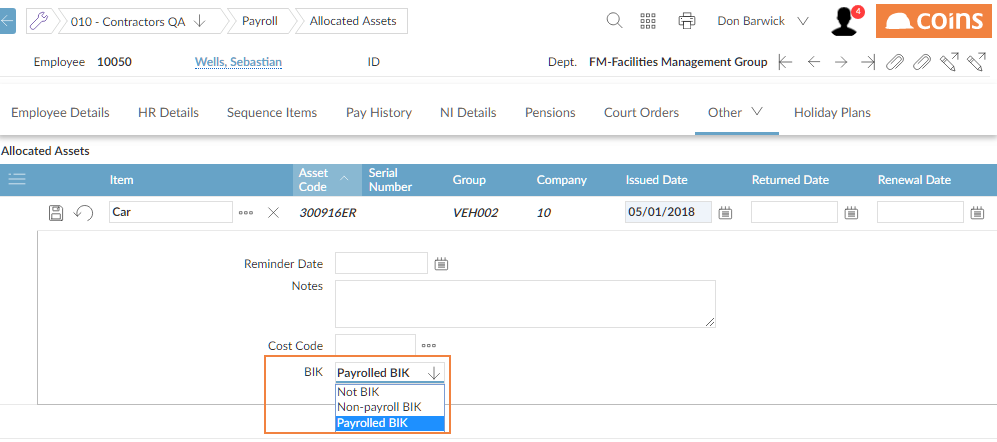 010 - Contractors QA Payroll Allocated Assets Don Barwick 4 coins
Employee 10050 Wells, Sebastian ID Dept. FM-Facilities Management Group
Employee Details HR Details Sequence Items Pay History NI Details Pensions Court Orders Other Holiday Plans
Allocated Assets
Item Asset Code Serial Number Group Company Issued Date Returned Date Renewal Date
Car 300916ER VEH002 10 05/01/2018
Reminder Date
Notes
Cost Code
BIK Payrolled BIK
Not BIK
Non-payroll BIK
Payrolled BIK